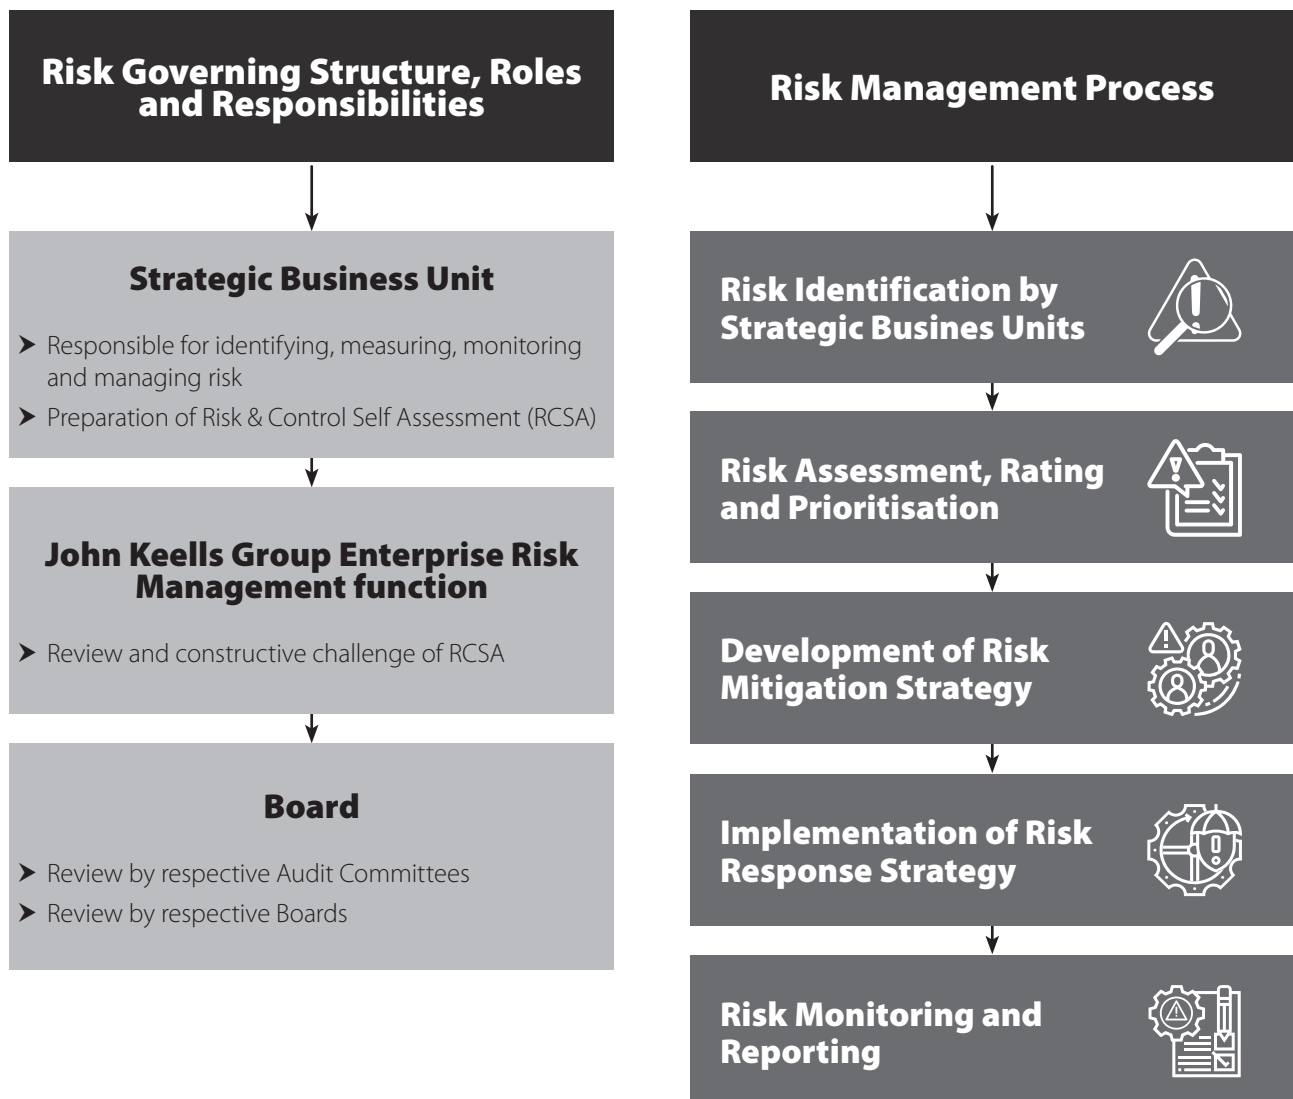 Risk Governing Structure, Roles
and Responsibilities
Strategic Business Unit
➤ Responsible for identifying, measuring, monitoring
and managing risk
➤ Preparation of Risk & Control Self Assessment (RCSA)
John Keells Group Enterprise Risk
Management function
➤ Review and constructive challenge of RCSA
Board
➤ Review by respective Audit Committees
➤ Review by respective Boards
Risk Management Process
Risk Identification by
Strategic Busines Units
Risk Assessment, Rating
and Prioritisation
Development of Risk
Mitigation Strategy
Implementation of Risk
Response Strategy
Risk Monitoring and
Reporting